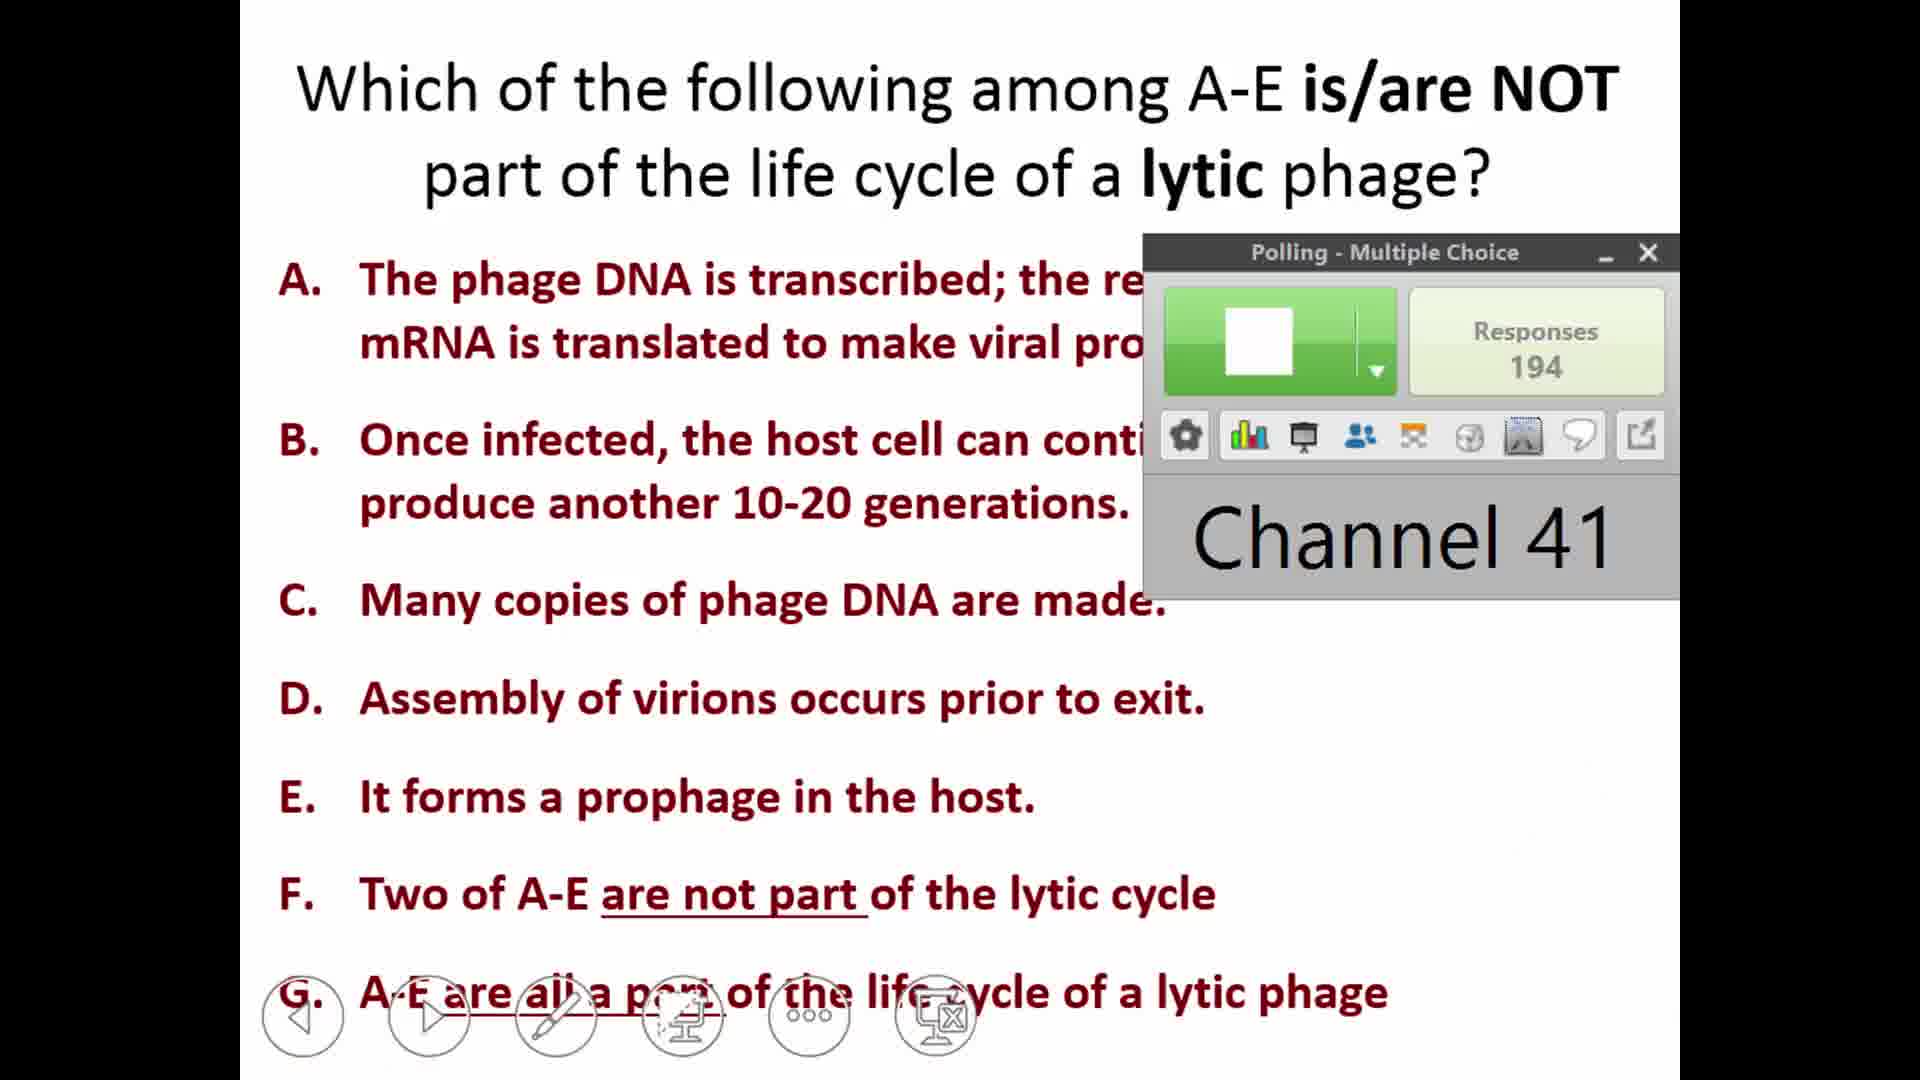 Which of the following among A-E is/are NOT
part of the life cycle of a lytic phage?
Polling - Multiple Choice
A. The phage DNA is transcribed; the re
mRNA is translated to make viral pro
Responses
194
B. Once infected, the host cell can conti
produce another 10-20 generations.
Channel 41
C. Many copies of phage DNA are made.
D. Assembly of virions occurs prior to exit.
E. It forms a prophage in the host.
F. Two of A-E are not part of the lytic cycle
G. A-E are all a part of the life cycle of a lytic phage